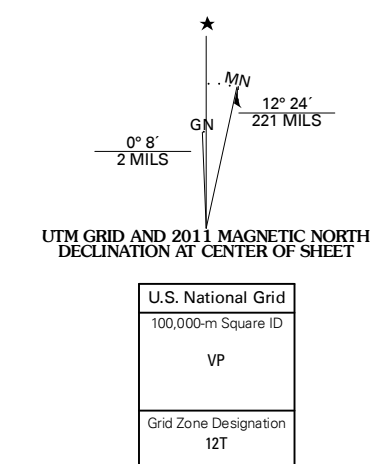 MN
GN
12° 24´
221 MILS
0° 8´
2 MILS
UTM GRID AND 2011 MAGNETIC NORTH
DECLINATION AT CENTER OF SHEET
U.S. National Grid
100,000-m Square ID
VP
Grid Zone Designation
12T